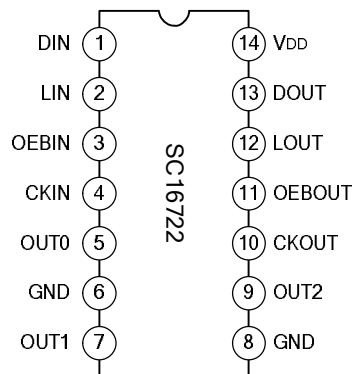 DIN 1 14 VDD
LIN 2 13 DOUT
OEBIN 3 12 LOUT
CKIN 4 11 OEBOUT
OUT0 5 10 CKOUT
GND 6 9 OUT2
OUT1 7 8 GND
SC16722